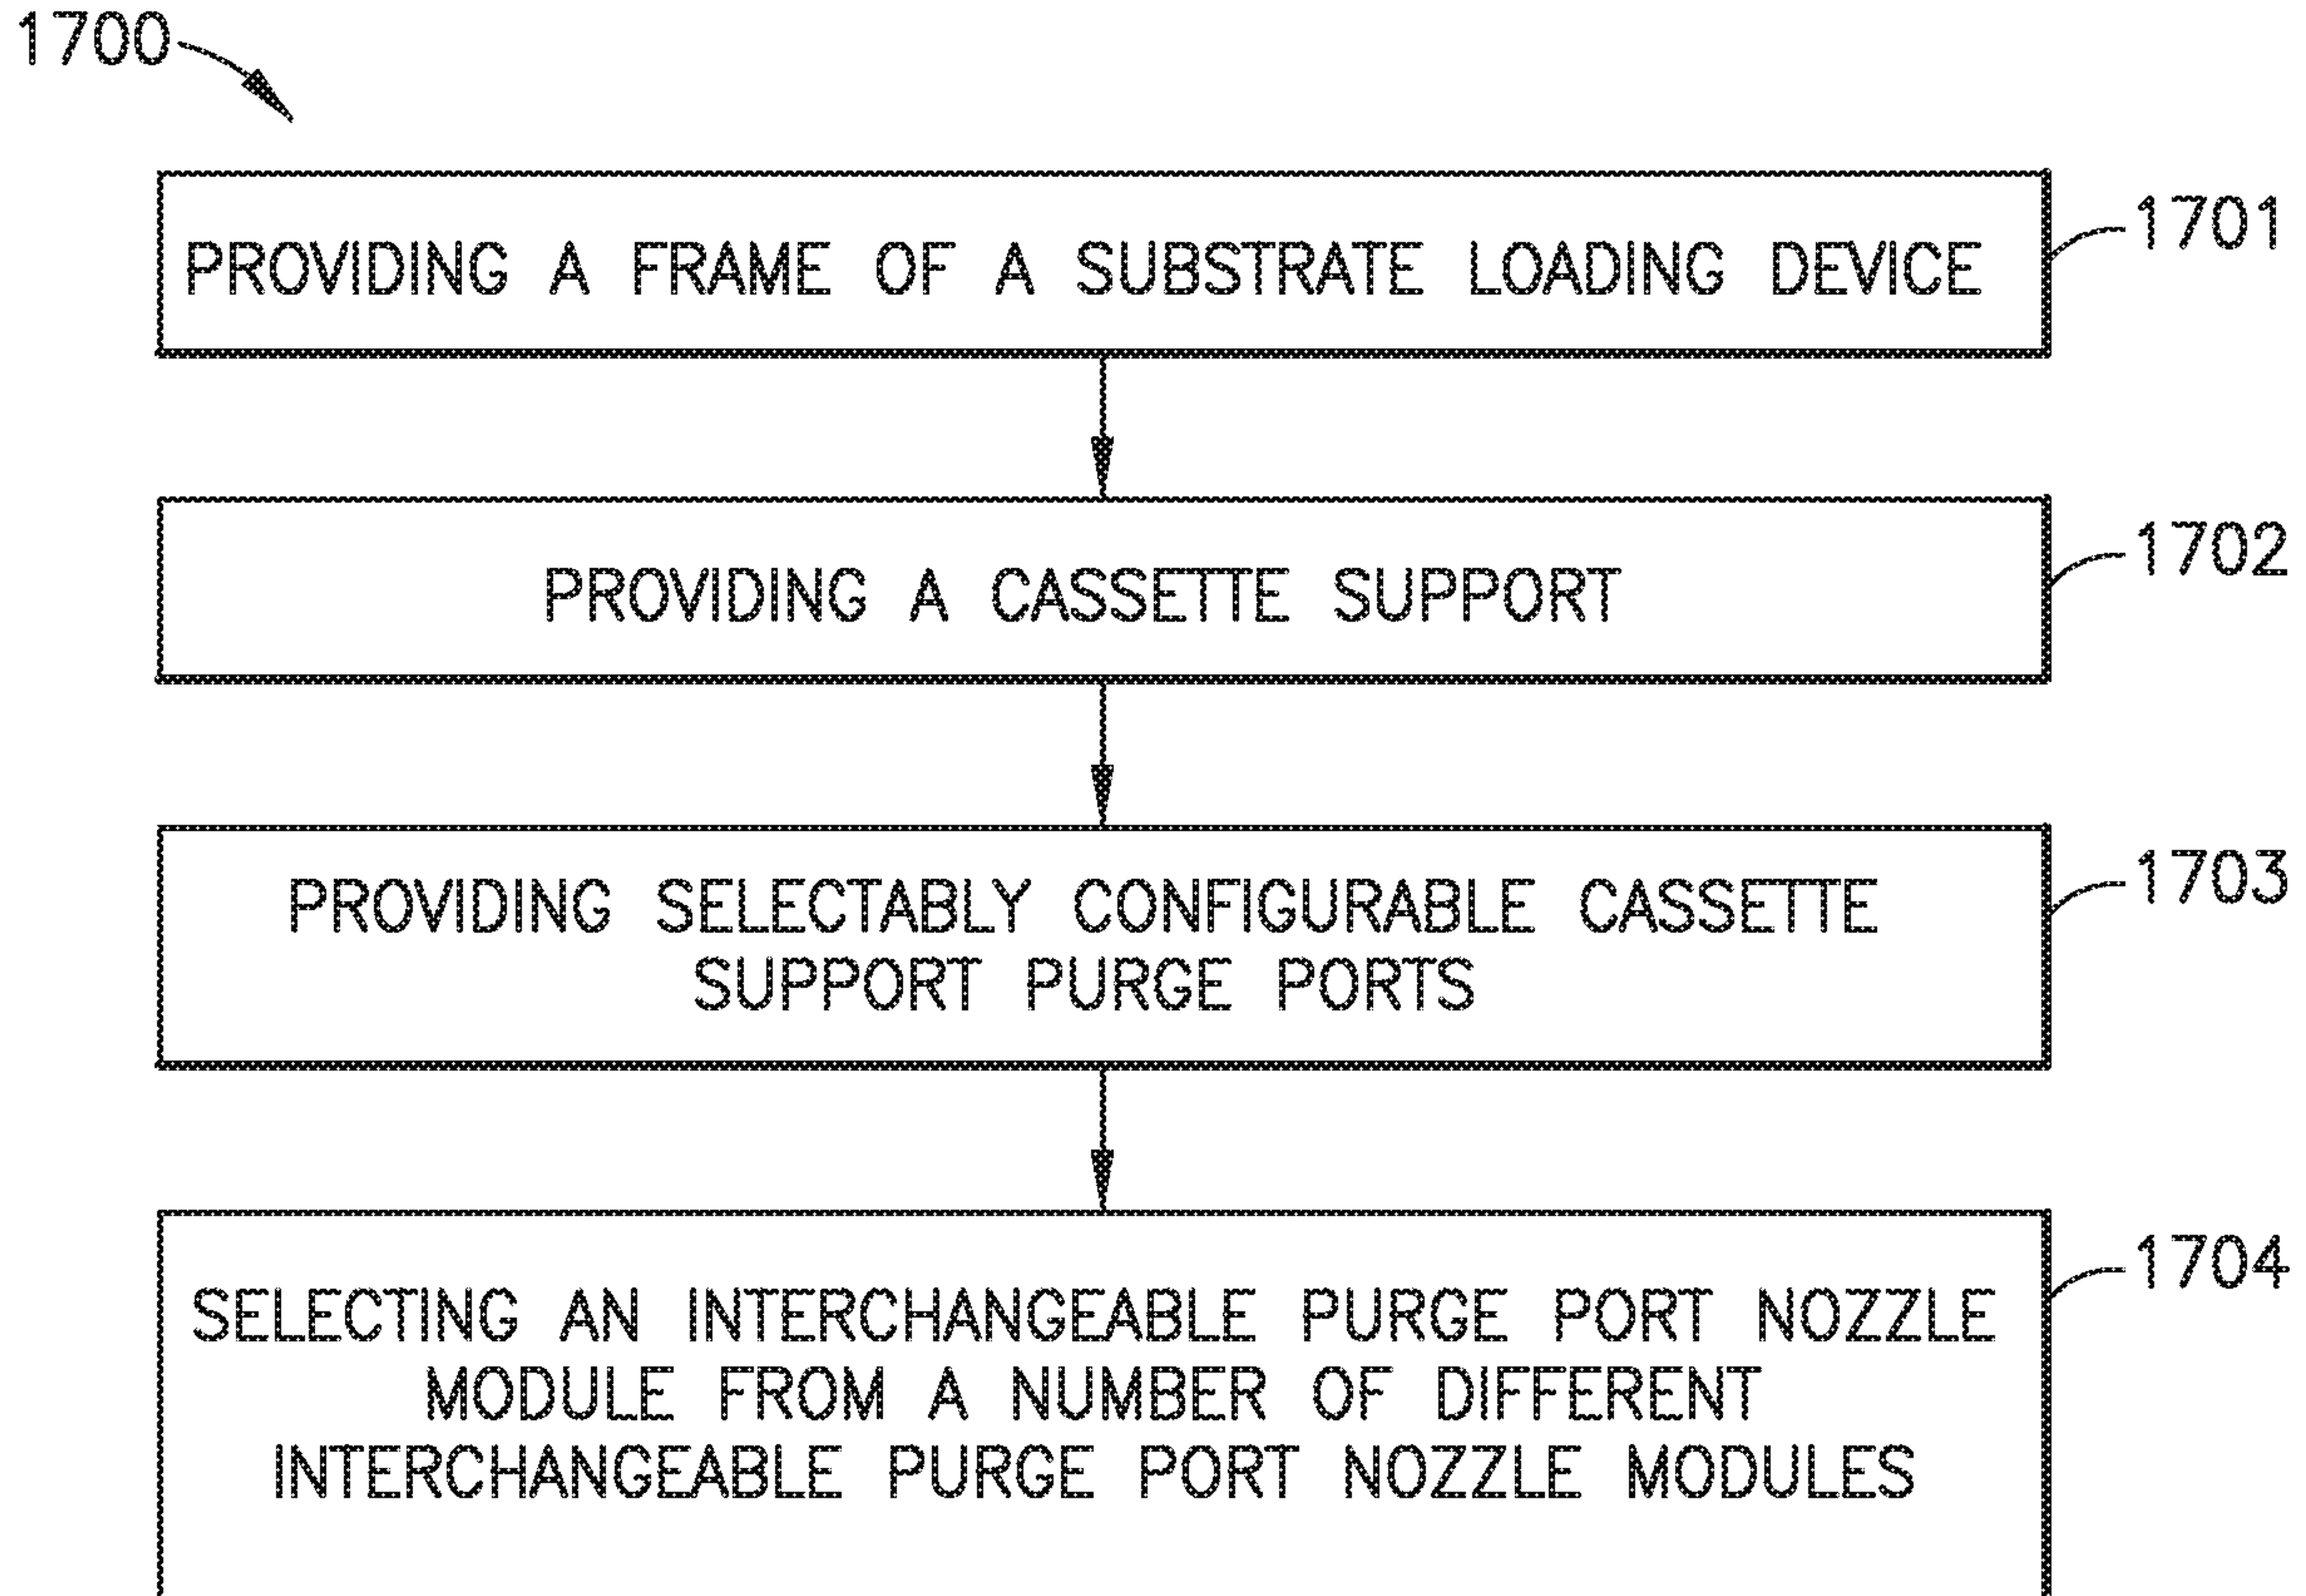 1700
PROVIDING A FRAME OF A SUBSTRATE LOADING DEVICE
1701
PROVIDING A CASSETTE SUPPORT
1702
PROVIDING SELECTABLY CONFIGURABLE CASSETTE
SUPPORT PURGE PORTS
1703
SELECTING AN INTERCHANGEABLE PURGE PORT NOZZLE
MODULE FROM A NUMBER OF DIFFERENT
INTERCHANGEABLE PURGE PORT NOZZLE MODULES
1704